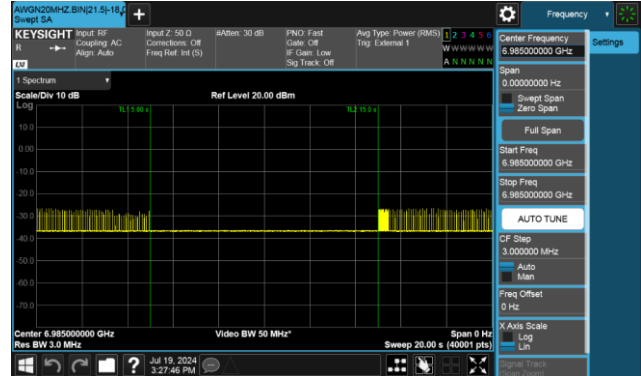 AWGN20MHZ.BIN|21.5|-18.
Swept SA
Frequency
KEYSIGHT
Input: RF
Input Z: 50 Ω
#Atten: 30 dB
PNO: Fast
Avg Type: Power (RMS)
1 2 3 4 5 6
R
Coupling: AC
Corrections: Off
Gate: Off
Trig: External 1
Align: Auto
Freq Ref: Int (S)
IF Gain: Low
W W W W W W
Sig Track: Off
A N N N N N
LXI
1 Spectrum
Scale/Div 10 dB
Ref Level 20.00 dBm
Log
TL1 5.00 s
TL2 15.0 s
10.0
0.00
-10.0
-20.0
-30.0
-40.0
-50.0
-60.0
-70.0
Center 6.985000000 GHz
Video BW 50 MHz*
Span 0 Hz
Res BW 3.0 MHz
Sweep 20.00 s (40001 pts)
Jul 19, 2024
3:27:46 PM
?
Center Frequency
6.985000000 GHz
Settings
Span
0.00000000 Hz
Swept Span
Zero Span
Full Span
Start Freq
6.985000000 GHz
Stop Freq
6.985000000 GHz
AUTO TUNE
CF Step
3.000000 MHz
Auto
Man
Freq Offset
0 Hz
X Axis Scale
Log
Lin
Signal Track
(Span Zoom)